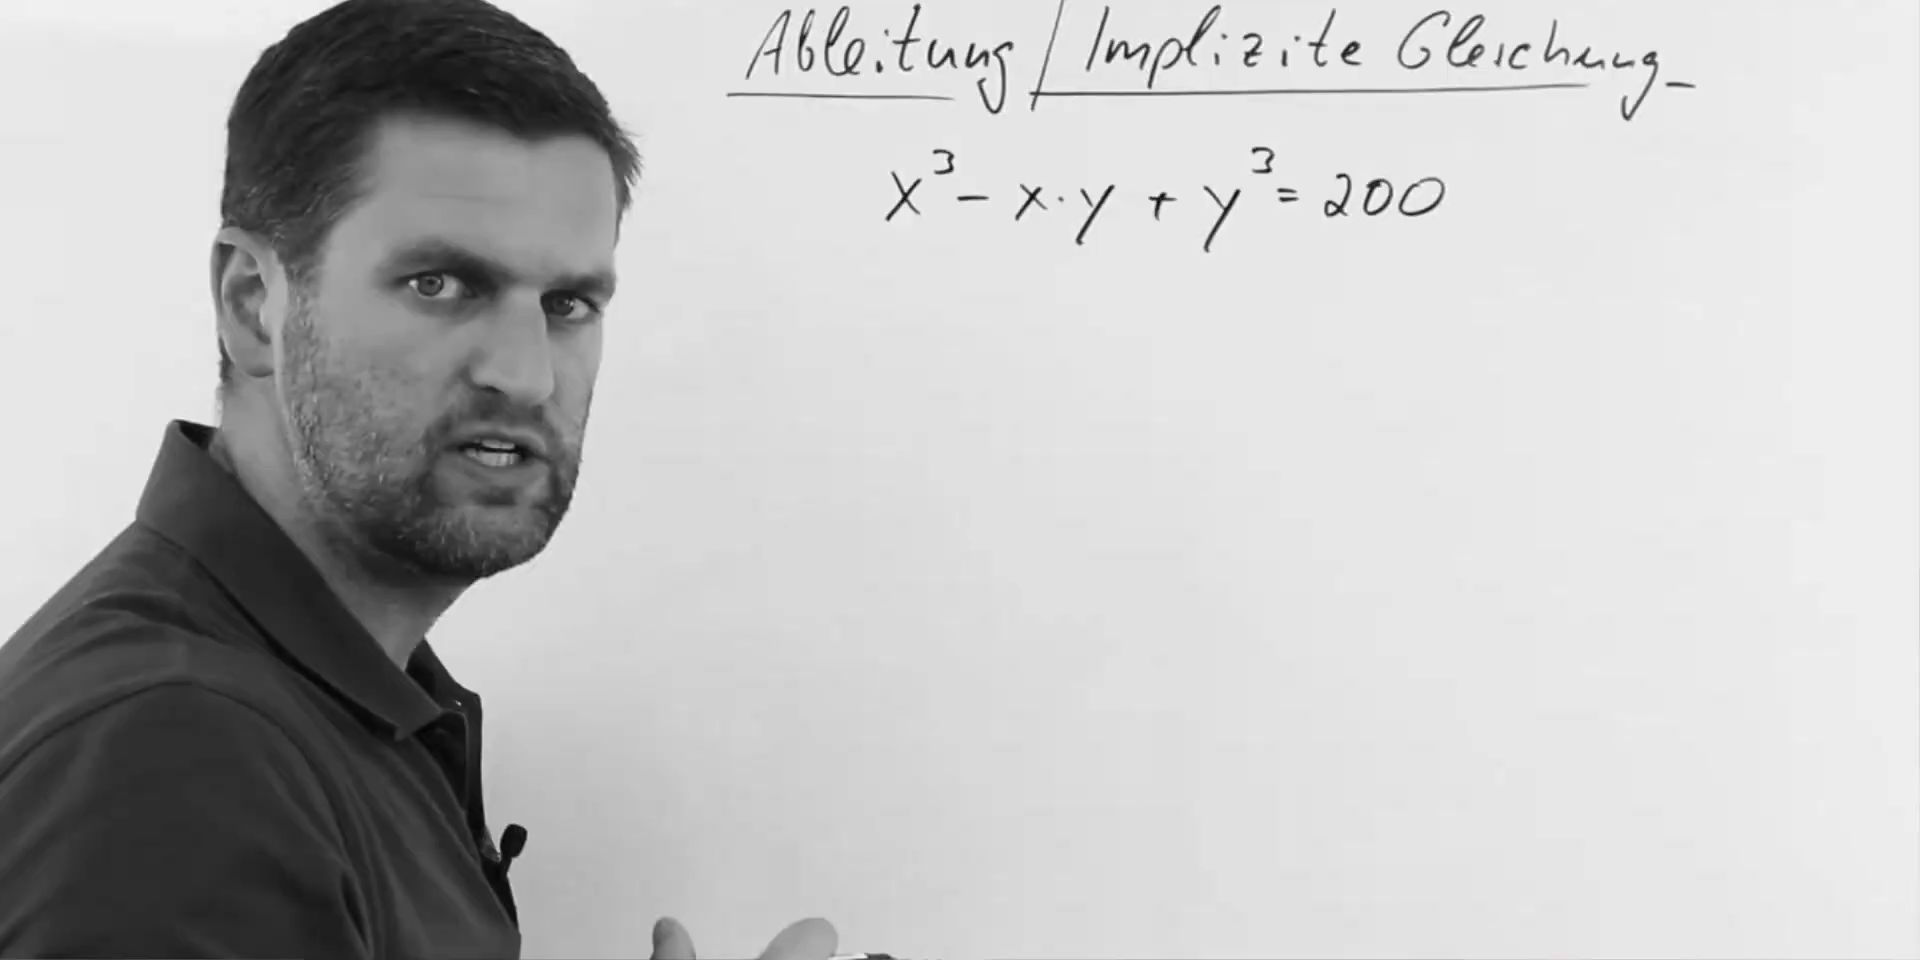 Ableitung / Implizite Gleichung
x³ - x·y + y³ = 200